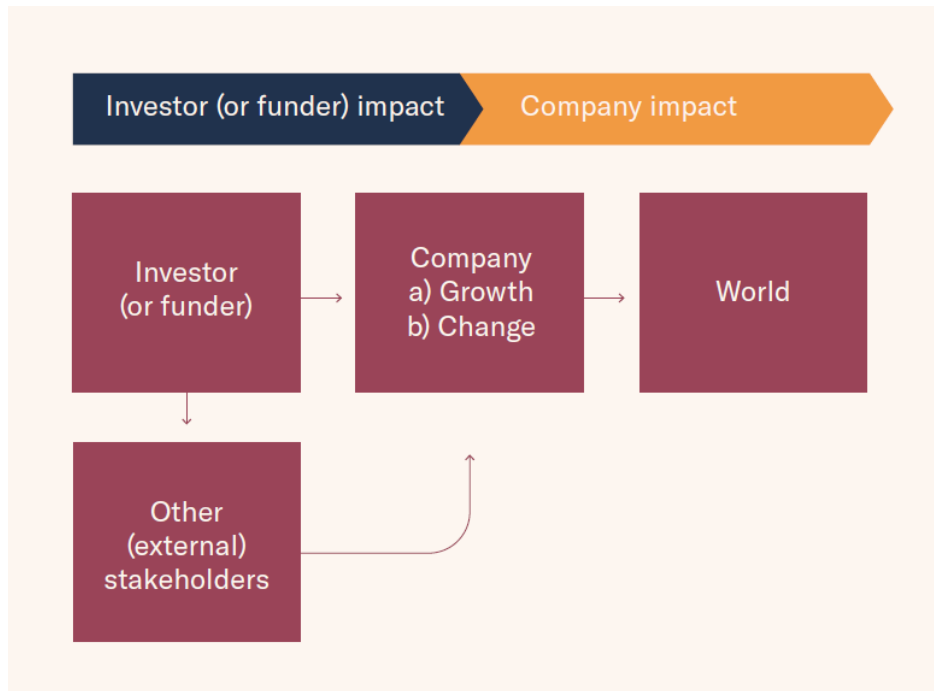 Investor (or funder) impact
Company impact
Investor
(or funder)
Company
a) Growth
b) Change
World
Other
(external)
stakeholders